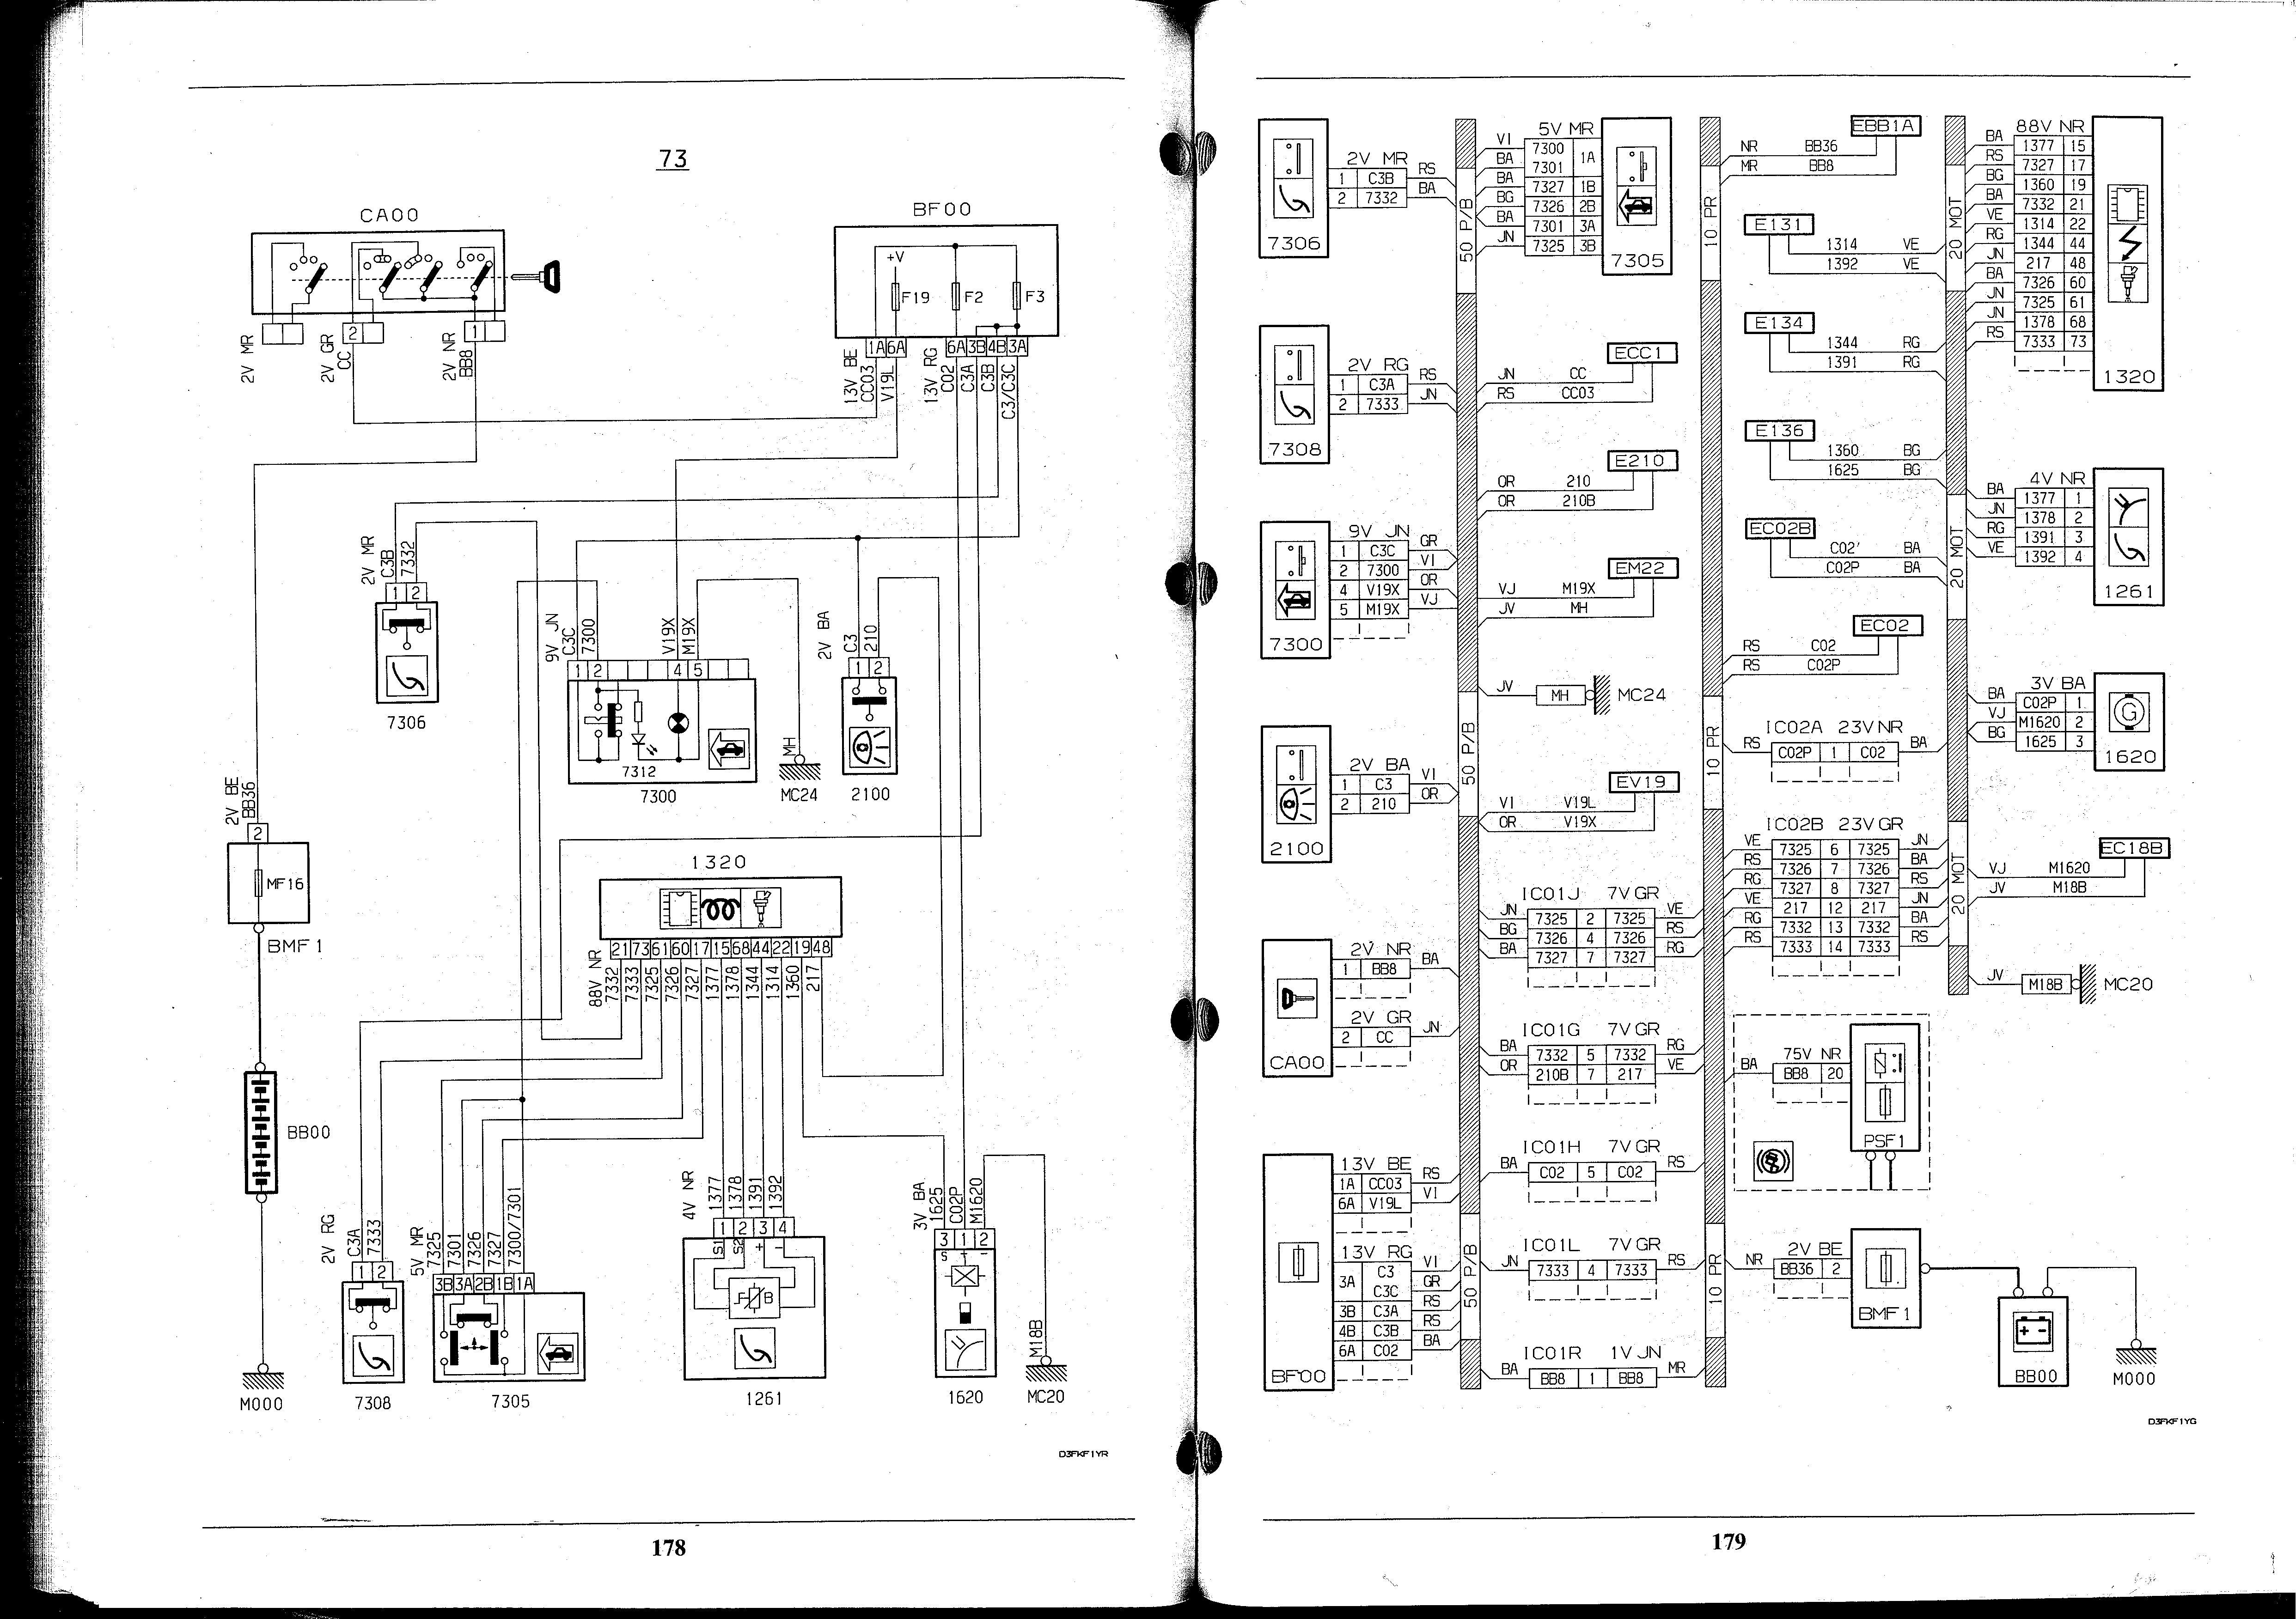 73
CA00
BF00
+V
F19 F2 F3
2 1
1A 6A 6A 3B 4B 3A
2V MR
2V GR
CC
2V NR
BB8
13V BE
CC03
V19L
13V RG
C02
C3A
C3B
C3/C3C
2V MR
C3B
7332
1 2
7306
9V JN
C3C
7300
V19X
M19X
1 2 4 5
7312
7300
MH
MC24
2V BA
C3
210
1 2
2100
2V BE
BB36
2
MF16
BMF1
BB00
M000
1320
21 73 61 60 17 15 68 44 22 19 48
88V NR
7332
7333
7325
7326
7327
1377
1378
1344
1314
1360
217
2V RG
C3A
7333
1 2
7308
5V MR
7325
7301
7326
7327
7300/7301
3B 3A 2B 1B 1A
7305
4V NR
1377
1378
1391
1392
1 2 3 4
S1 S2 + -
B
1261
3V BA
1625
C02P
M1620
3 1 2
S + -
1620
M18B
MC20
D3FKF1YR
178
7306
2V MR
1 C3B RS
2 7332 BA
7308
2V RG
1 C3A RS
2 7333 JN
7300
9V JN
1 C3C GR
2 7300 VI
4 V19X OR
5 M19X VJ
2100
2V BA
1 C3 VI
2 210 OR
CA00
2V NR
1 BB8 BA
2V GR
2 CC JN
BF00
13V BE
1A CC03 RS
6A V19L VI
13V RG
3A C3 VI
C3C GR
3B C3A RS
4B C3B RS
6A C02 BA
50 P/B
50 P/B
50 P/B
5V MR
VI 7300 1A
BA 7301
BA 7327 1B
BG 7326 2B
BA 7301 3A
JN 7325 3B
7305
ECC1
JN CC
RS CC03
E210
OR 210
OR 210B
EM22
VJ M19X
JV MH
JV MH MC24
EV19
VI V19L
OR V19X
IC01J 7V GR
JN 7325 2 7325 VE
BG 7326 4 7326 RS
BA 7327 7 7327 RG
IC01G 7V GR
BA 7332 5 7332 RG
OR 210B 7 217 VE
IC01H 7V GR
BA C02 5 C02 RS
IC01L 7V GR
JN 7333 4 7333 RS
IC01R 1V JN
BA BB8 1 BB8 MR
10 PR
10 PR
10 PR
EBB1A
NR BB36
MR BB8
E131
1314 VE
1392 VE
E134
1344 RG
1391 RG
E136
1360 BG
1625 BG
EC02B
C02' BA
C02P BA
EC02
RS C02
RS C02P
IC02A 23V NR
RS C02P 1 C02 BA
IC02B 23V GR
VE 7325 6 7325 JN
RS 7326 7 7326 BA
RG 7327 8 7327 RS
VE 217 12 217 JN
RG 7332 13 7332 BA
RS 7333 14 7333 RS
75V NR
BA BB8 20
PSF1
2V BE
NR BB36 2
BMF1
BB00
+ -
M000
20 MOT
20 MOT
20 MOT
88V NR
BA 1377 15
RS 7327 17
BG 1360 19
BA 7332 21
VE 1314 22
RG 1344 44
JN 217 48
BA 7326 60
JN 7325 61
JN 1378 68
RS 7333 73
1320
4V NR
BA 1377 1
JN 1378 2
RG 1391 3
VE 1392 4
1261
3V BA
BA C02P 1
VJ M1620 2
BG 1625 3
G
1620
EC18B
VJ M1620
JV M18B
JV M18B MC20
D3FKF1YG
179